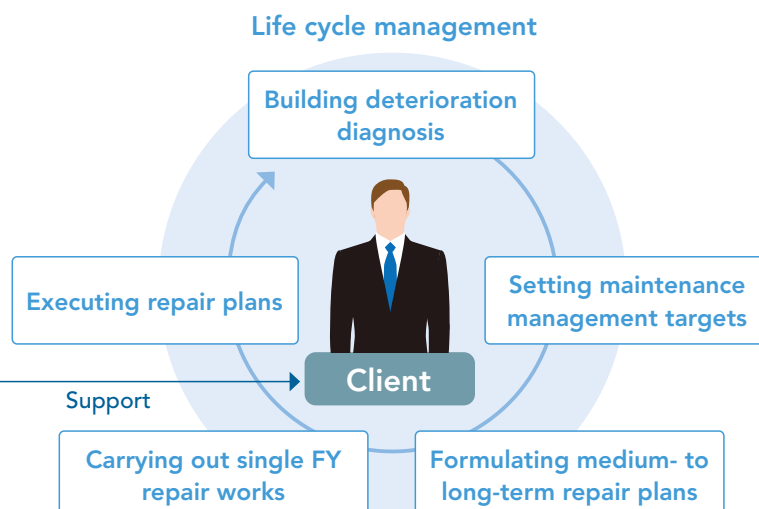 Life cycle management
Building deterioration
diagnosis
Executing repair plans
Setting maintenance
management targets
Client
Support
Carrying out single FY
repair works
Formulating medium- to
long-term repair plans